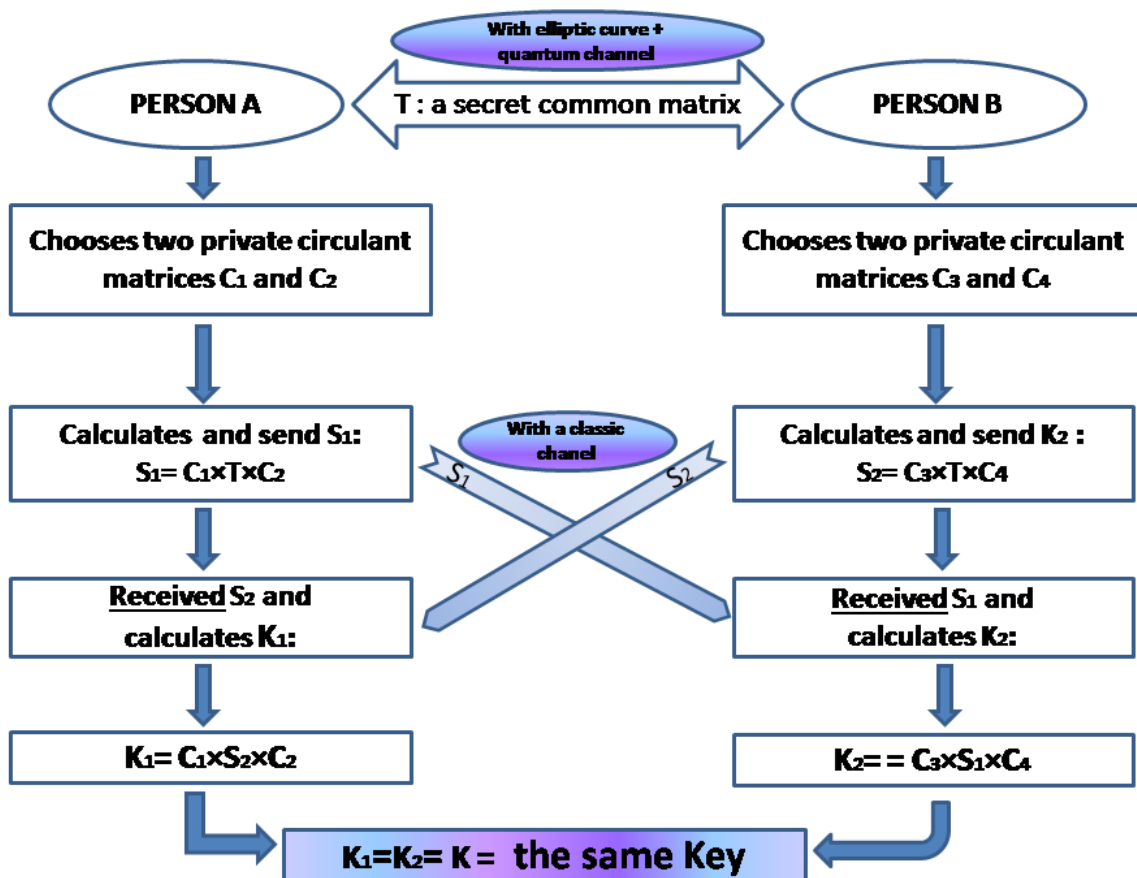 With elliptic curve +
quantum channel
PERSON A
T : a secret common matrix
PERSON B
Chooses two private circulant
matrices C₁ and C₂
Chooses two private circulant
matrices C₃ and C₄
Calculates and send S₁:
S₁= C₁×T×C₂
With a classic
chanel
Calculates and send K₂ :
S₂= C₃×T×C₄
S₁
S₂
Received S₂ and
calculates K₁:
Received S₁ and
calculates K₂:
K₁= C₁×S₂×C₂
K₂= = C₃×S₁×C₄
K₁=K₂= K = the same Key